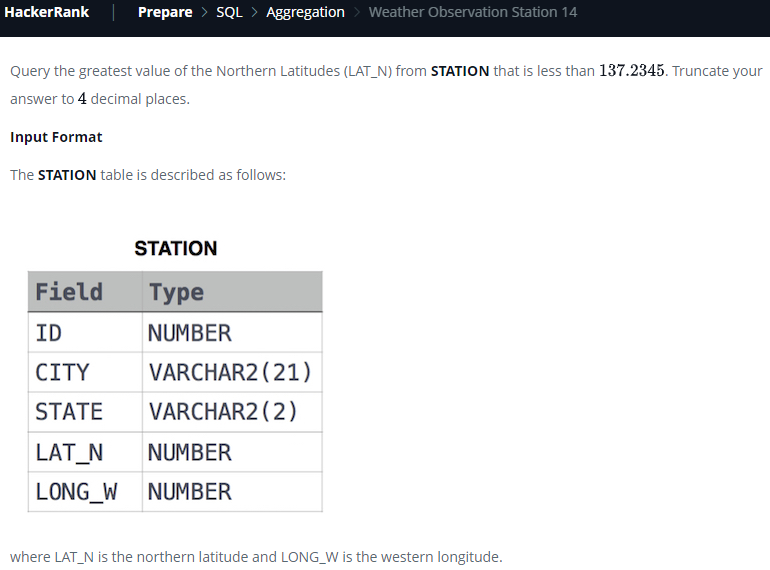 HackerRank | Prepare > SQL > Aggregation > Weather Observation Station 14
Query the greatest value of the Northern Latitudes (LAT_N) from STATION that is less than 137.2345. Truncate your
answer to 4 decimal places.
Input Format
The STATION table is described as follows:
STATION
Field Type
ID NUMBER
CITY VARCHAR2(21)
STATE VARCHAR2(2)
LAT_N NUMBER
LONG_W NUMBER
where LAT_N is the northern latitude and LONG_W is the western longitude.